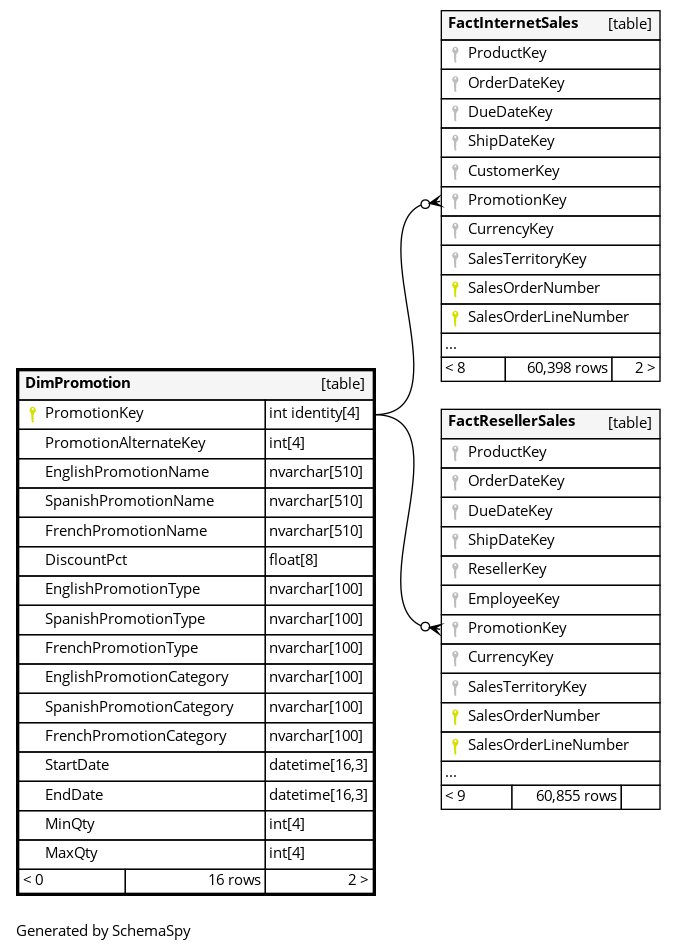 FactInternetSales [table]
ProductKey
OrderDateKey
DueDateKey
ShipDateKey
CustomerKey
PromotionKey
CurrencyKey
SalesTerritoryKey
SalesOrderNumber
SalesOrderLineNumber
...
< 8 60,398 rows 2 >
DimPromotion [table]
PromotionKey int identity[4]
PromotionAlternateKey int[4]
EnglishPromotionName nvarchar[510]
SpanishPromotionName nvarchar[510]
FrenchPromotionName nvarchar[510]
DiscountPct float[8]
EnglishPromotionType nvarchar[100]
SpanishPromotionType nvarchar[100]
FrenchPromotionType nvarchar[100]
EnglishPromotionCategory nvarchar[100]
SpanishPromotionCategory nvarchar[100]
FrenchPromotionCategory nvarchar[100]
StartDate datetime[16,3]
EndDate datetime[16,3]
MinQty int[4]
MaxQty int[4]
< 0 16 rows 2 >
FactResellerSales [table]
ProductKey
OrderDateKey
DueDateKey
ShipDateKey
ResellerKey
EmployeeKey
PromotionKey
CurrencyKey
SalesTerritoryKey
SalesOrderNumber
SalesOrderLineNumber
...
< 9 60,855 rows
Generated by SchemaSpy